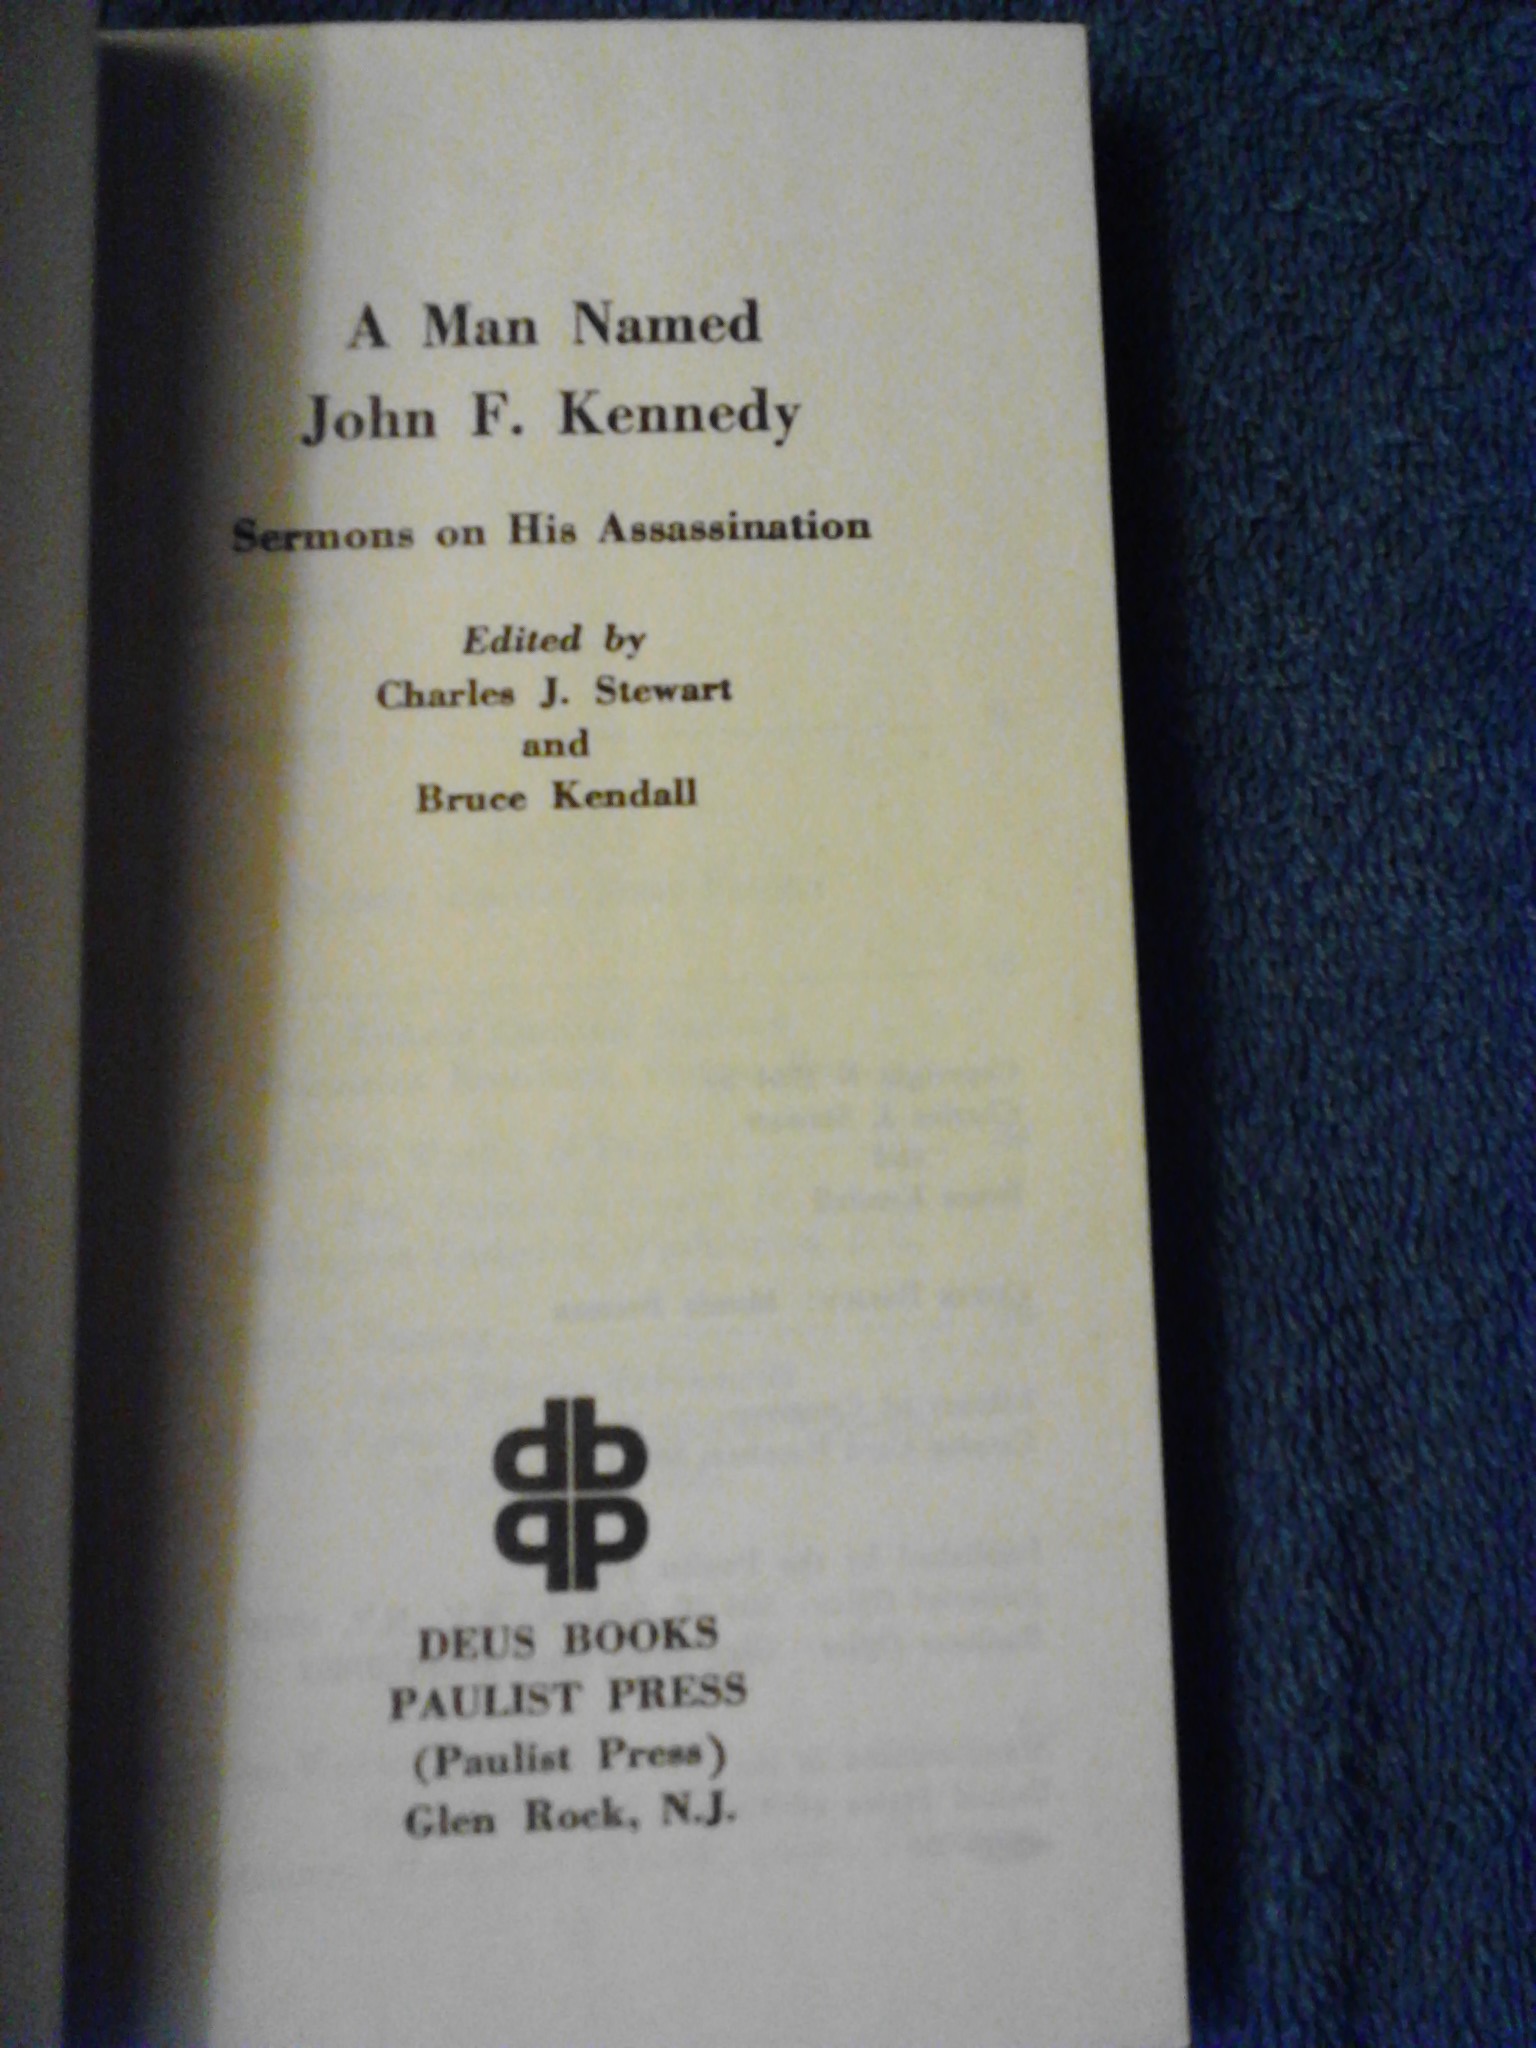 A Man Named
John F. Kennedy
Sermons on His Assassination
Edited by
Charles J. Stewart
and
Bruce Kendall
DEUS BOOKS
PAULIST PRESS
(Paulist Press)
Glen Rock, N.J.